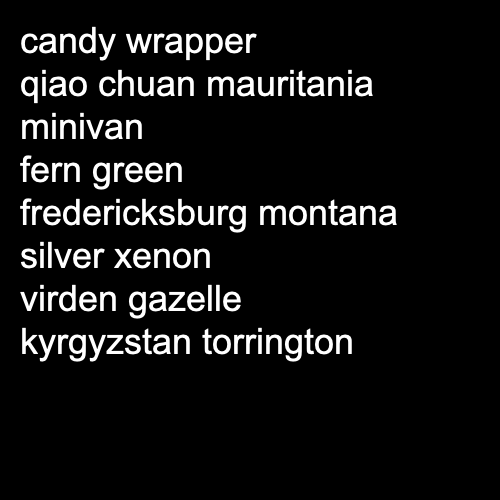 candy wrapper
qiao chuan mauritania
minivan
fern green
fredericksburg montana
silver xenon
virden gazelle
kyrgyzstan torrington